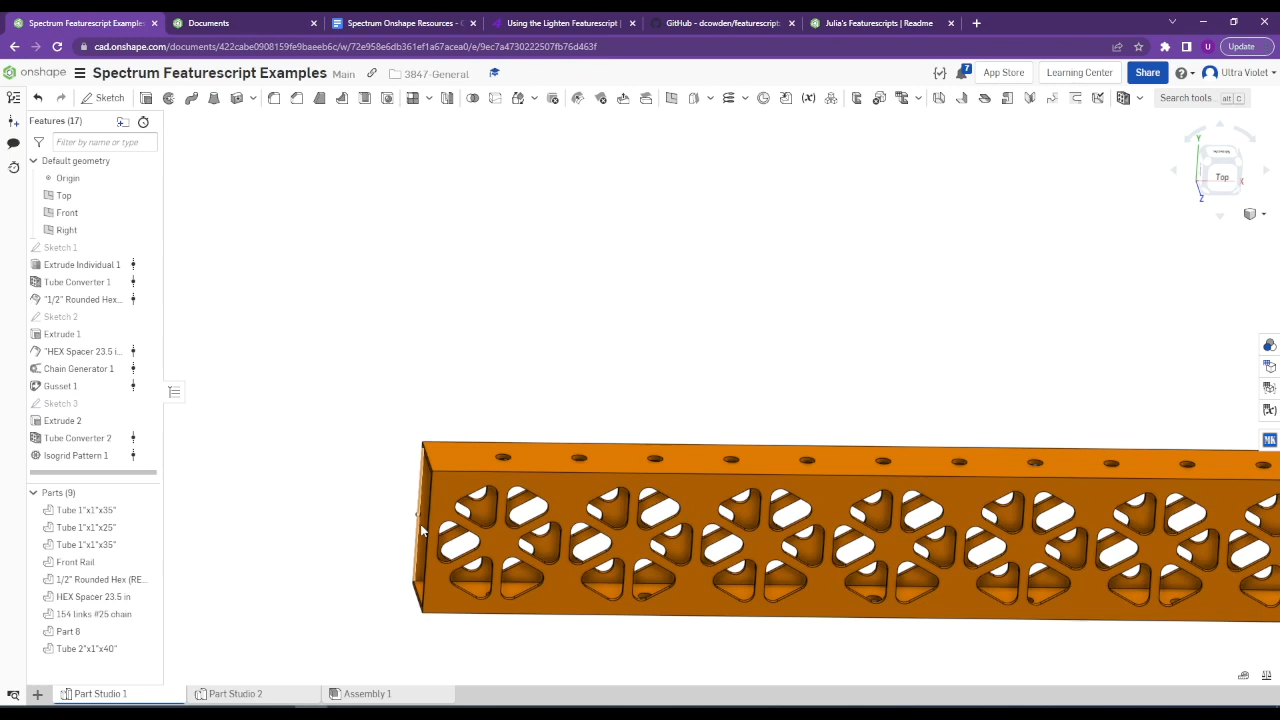 Spectrum Featurescript Examples
Documents
Spectrum Onshape Resources - G
Using the Lighten Featurescript |
GitHub - dcowden/featurescript:
Julia's Featurescripts | Readme
cad.onshape.com/documents/422cabe0908159fe9baeeb6c/w/72e958e6db361ef1a67acea0/e/9ec7a4730222507fb76d463f
U
Update
onshape
Spectrum Featurescript Examples
Main
3847-General
7
App Store
Learning Center
Share
Ultra Violet
Sketch
Search tools...
alt
C
Features (17)
Filter by name or type
Default geometry
Origin
Top
Front
Right
Sketch 1
Extrude Individual 1
Tube Converter 1
"1/2" Rounded Hex...
Sketch 2
Extrude 1
"HEX Spacer 23.5 i...
Chain Generator 1
Gusset 1
Sketch 3
Extrude 2
Tube Converter 2
Isogrid Pattern 1
Parts (9)
Tube 1"x1"x35"
Tube 1"x1"x25"
Tube 1"x1"x35"
Front Rail
1/2" Rounded Hex (RE...
HEX Spacer 23.5 in
154 links #25 chain
Part 8
Tube 2"x1"x40"
Y
Top
X
Z
MK
Part Studio 1
Part Studio 2
Assembly 1